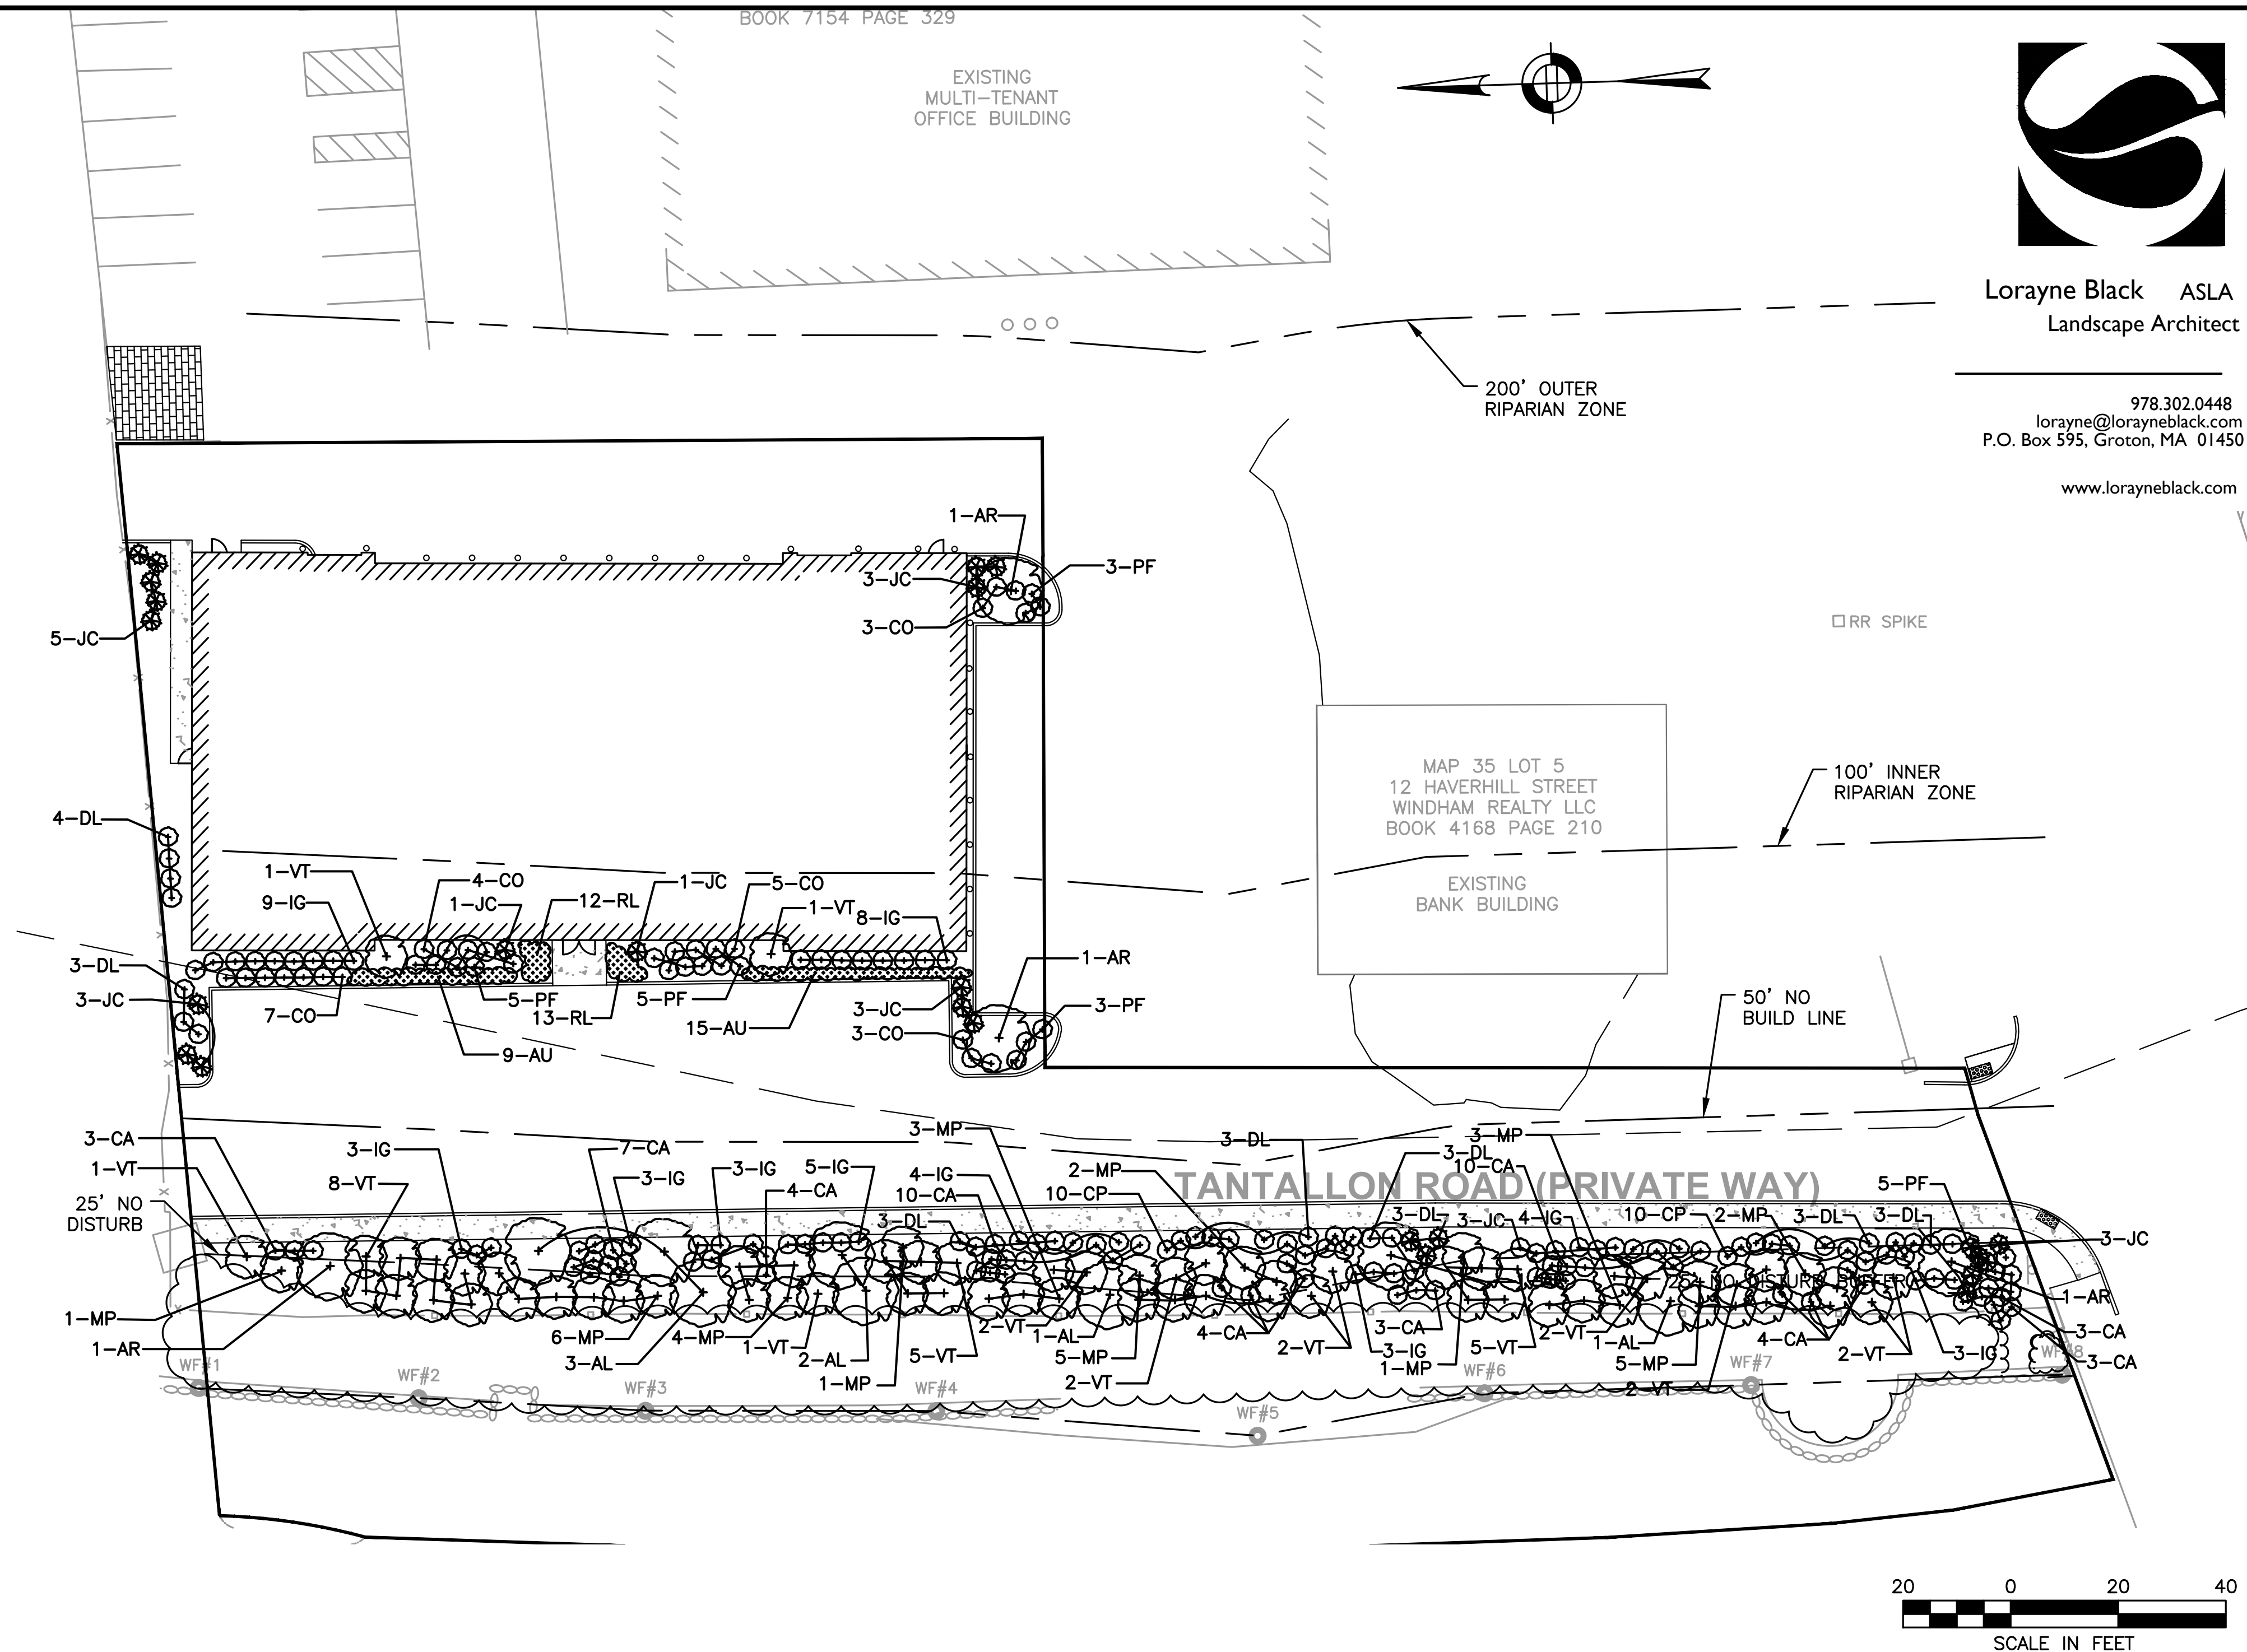 BOOK 7154 PAGE 329
EXISTING
MULTI-TENANT
OFFICE BUILDING
Lorayne Black ASLA
Landscape Architect
978.302.0448
lorayne@lorayneblack.com
P.O. Box 595, Groton, MA 01450
www.lorayneblack.com
200' OUTER
RIPARIAN ZONE
1-AR
3-PF
3-JC
3-CO
5-JC
RR SPIKE
MAP 35 LOT 5
12 HAVERHILL STREET
WINDHAM REALTY LLC
BOOK 4168 PAGE 210
EXISTING
BANK BUILDING
100' INNER
RIPARIAN ZONE
4-DL
1-VT
4-CO
1-JC
5-CO
9-IG
1-JC
12-RL
1-VT
8-IG
3-DL
3-JC
7-CO
5-PF
13-RL
5-PF
15-AU
9-AU
1-AR
3-JC
3-PF
3-CO
50' NO
BUILD LINE
3-CA
1-VT
25' NO
DISTURB
3-IG
8-VT
7-CA
3-IG
3-IG
4-CA
5-IG
3-MP
4-IG
10-CA
3-DL
2-MP
10-CP
3-DL
3-MP
3-DL
10-CA
TANTALLON ROAD (PRIVATE WAY)
5-PF
3-DL
3-JC
4-IG
10-CP
2-MP
3-DL
3-DL
3-JC
25' NO DISTURB BUFFER
1-MP
1-AR
6-MP
3-AL
4-MP
1-VT
2-AL
1-MP
5-VT
2-VT
1-AL
5-MP
2-VT
4-CA
2-VT
3-CA
3-IG
1-MP
5-VT
2-VT
1-AL
5-MP
2-VT
4-CA
2-VT
3-IG
1-AR
3-CA
3-CA
WF#1
WF#2
WF#3
WF#4
WF#5
WF#6
WF#7
WF#8
20 0 20 40
SCALE IN FEET